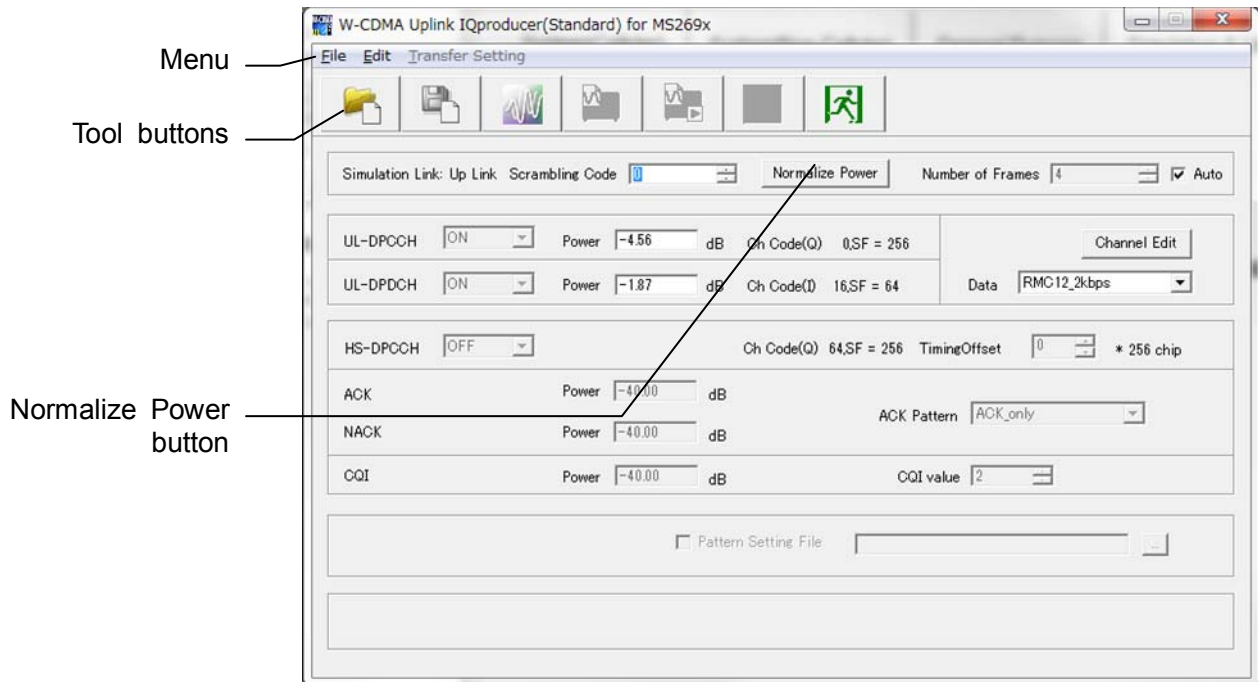 W-CDMA Uplink IQproducer(Standard) for MS269x
Menu
File Edit Transfer Setting
Tool buttons
Simulation Link: Up Link Scrambling Code 0 Normalize Power Number of Frames 4 Auto
UL-DPCCH ON Power -4.56 dB Ch Code(Q) 0,SF = 256 Channel Edit
UL-DPDCH ON Power -1.87 dB Ch Code(I) 16,SF = 64 Data RMC12_2kbps
HS-DPCCH OFF Ch Code(Q) 64,SF = 256 TimingOffset 0 * 256 chip
ACK Power -40.00 dB
Normalize Power
button
ACK Pattern ACK_only
NACK Power -40.00 dB
CQI Power -40.00 dB CQI value 2
Pattern Setting File ...